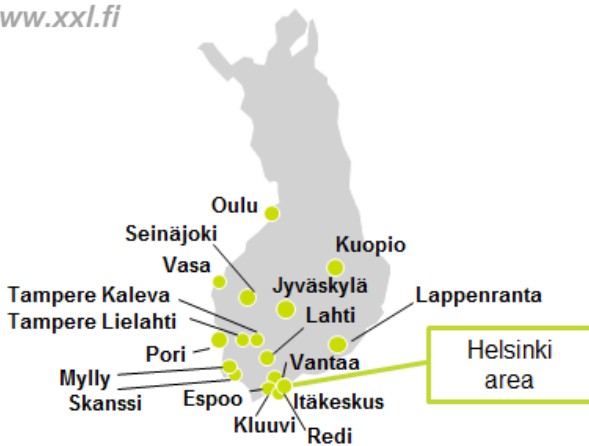 ww.xxl.fi
Oulu
Seinäjoki
Kuopio
Vasa
Jyväskylä
Tampere Kaleva
Lappenranta
Lahti
Tampere Lielahti
Pori
Vantaa
Helsinki
area
Mylly
Skanssi
Espoo
Itäkeskus
Kluuvi
Redi